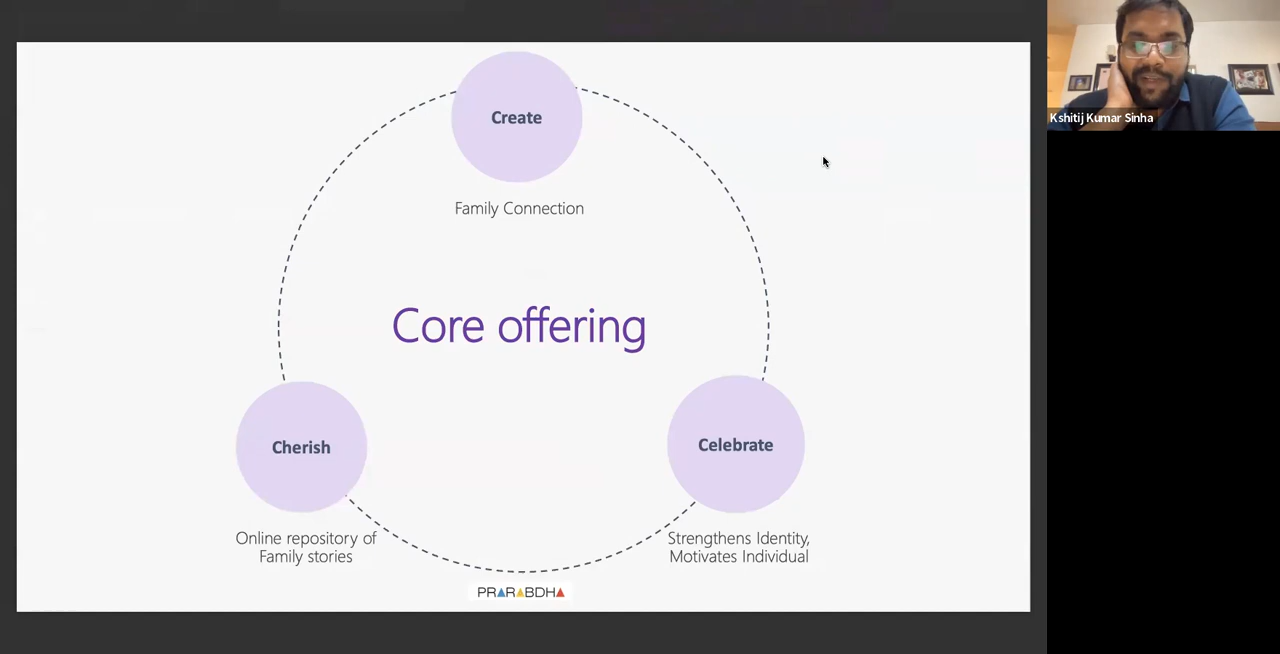 Create
Family Connection
Core offering
Cherish
Online repository of
Family stories
Celebrate
Strengthens Identity,
Motivates Individual
PRARABDHA
Kshitij Kumar Sinha